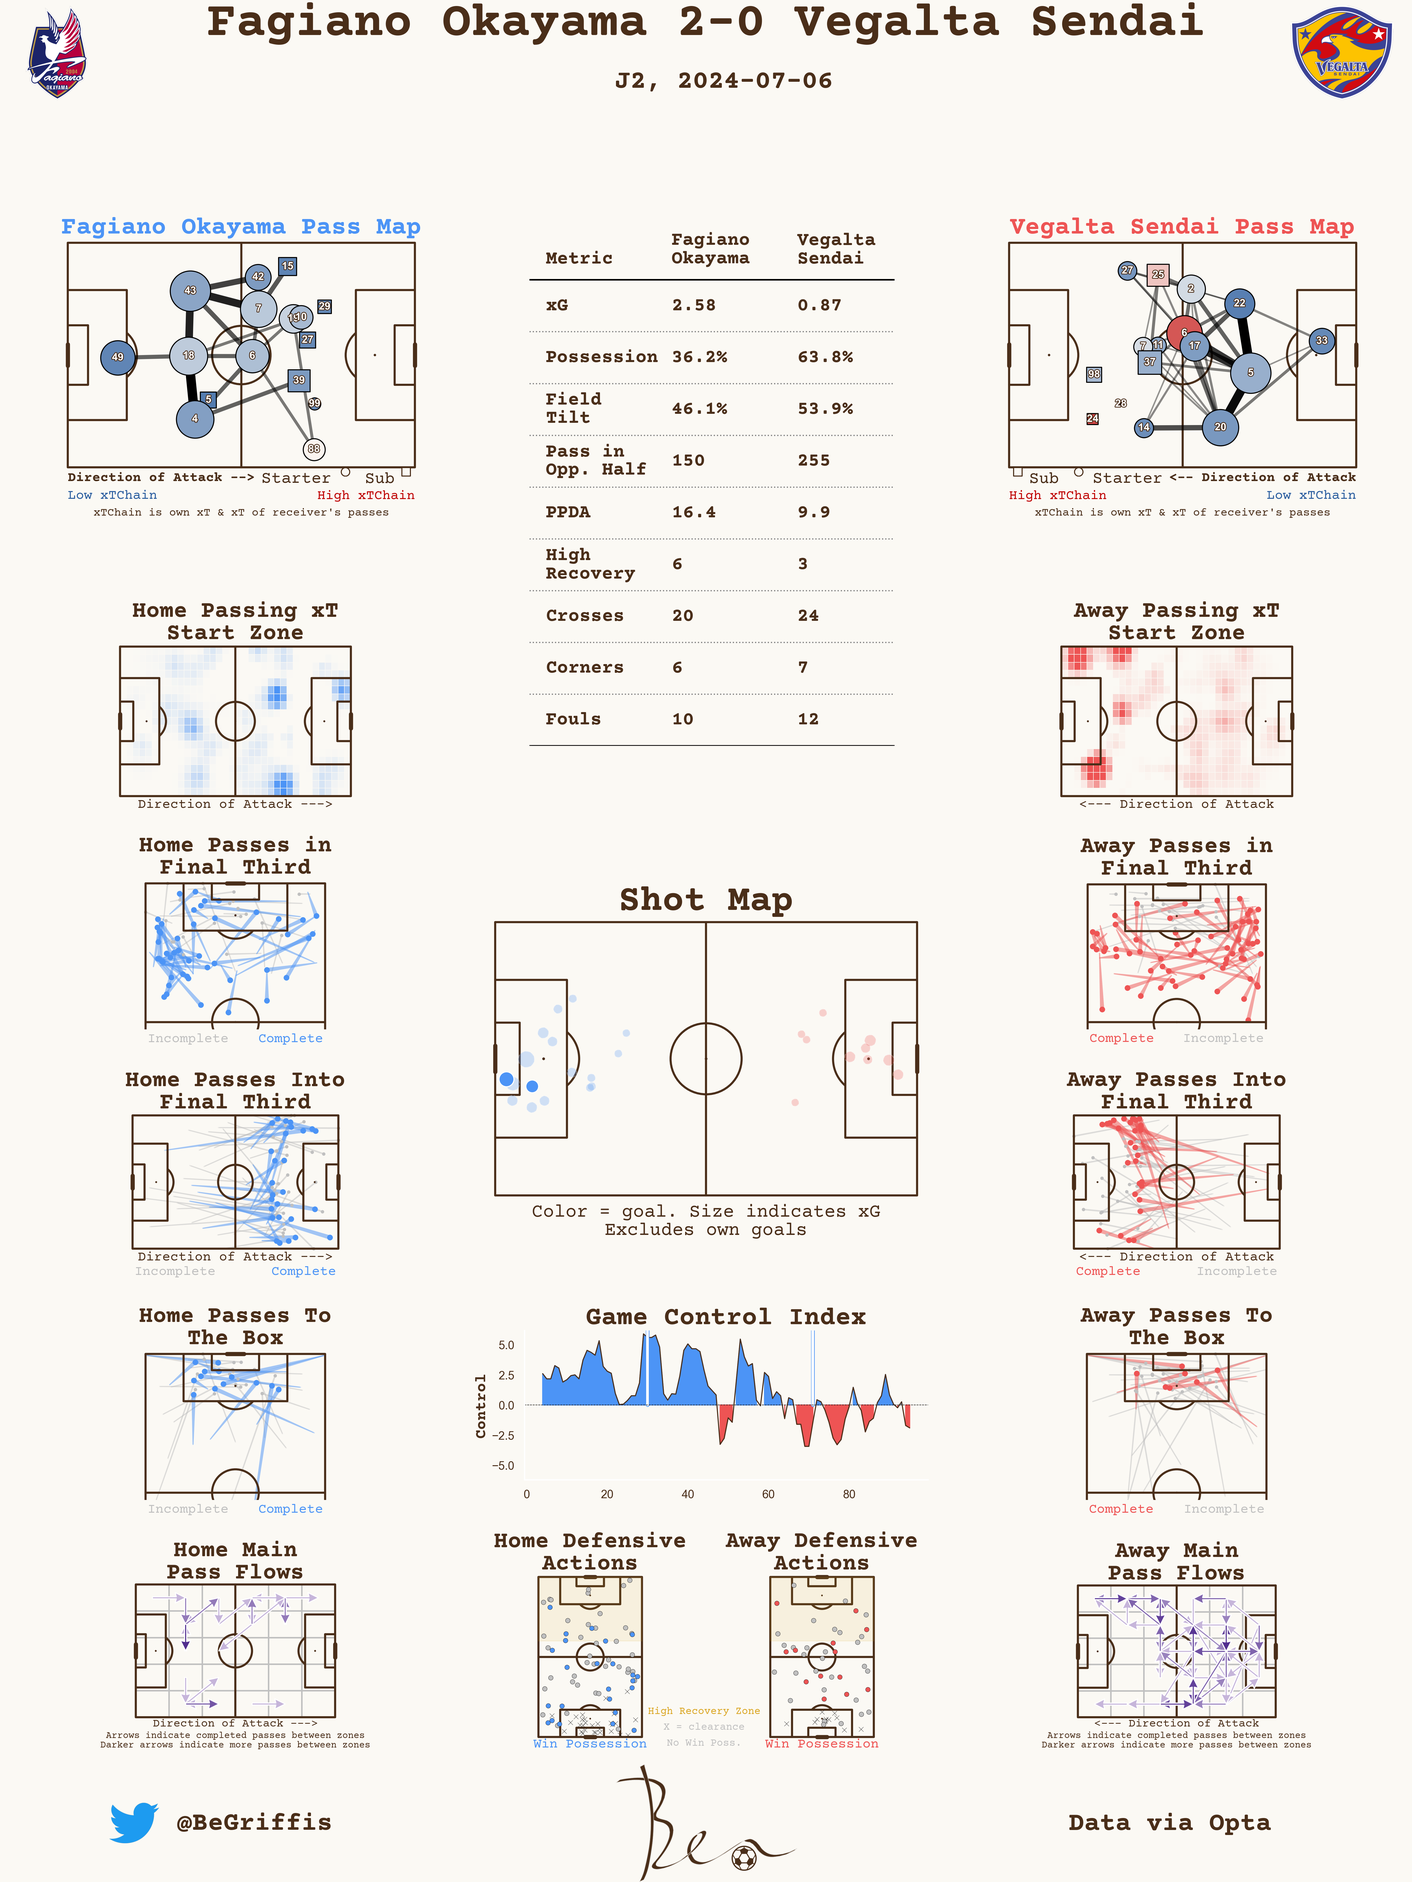 Fagiano Okayama 2-0 Vegalta Sendai
J2, 2024-07-06
Fagiano
OKAYAMA
VEGALTA
SENDAI
Fagiano Okayama Pass Map
49
43
18
4
5
42
7
6
15
10
29
27
39
99
88
Direction of Attack --> Starter Sub
Low xTChain High xTChain
xTChain is own xT & xT of receiver's passes
Metric Fagiano Okayama Vegalta Sendai
xG 2.58 0.87
Possession 36.2% 63.8%
Field Tilt 46.1% 53.9%
Pass in Opp. Half 150 255
PPDA 16.4 9.9
High Recovery 6 3
Crosses 20 24
Corners 6 7
Fouls 10 12
Vegalta Sendai Pass Map
27
25
2
22
6
7
11
17
37
33
5
98
28
24
14
20
Sub Starter <-- Direction of Attack
High xTChain Low xTChain
xTChain is own xT & xT of receiver's passes
Home Passing xT
Start Zone
Direction of Attack --->
Away Passing xT
Start Zone
<--- Direction of Attack
Home Passes in
Final Third
Incomplete Complete
Away Passes in
Final Third
Complete Incomplete
Shot Map
Color = goal. Size indicates xG
Excludes own goals
Home Passes Into
Final Third
Direction of Attack --->
Incomplete Complete
Away Passes Into
Final Third
<--- Direction of Attack
Complete Incomplete
Home Passes To
The Box
Incomplete Complete
Game Control Index
Control
5.0
2.5
0.0
−2.5
−5.0
0 20 40 60 80
Away Passes To
The Box
Complete Incomplete
Home Main
Pass Flows
Direction of Attack --->
Arrows indicate completed passes between zones
Darker arrows indicate more passes between zones
Home Defensive
Actions
Win Possession
Away Defensive
Actions
Win Possession
High Recovery Zone
X = clearance
No Win Poss.
Away Main
Pass Flows
<--- Direction of Attack
Arrows indicate completed passes between zones
Darker arrows indicate more passes between zones
@BeGriffis
Ben
Data via Opta